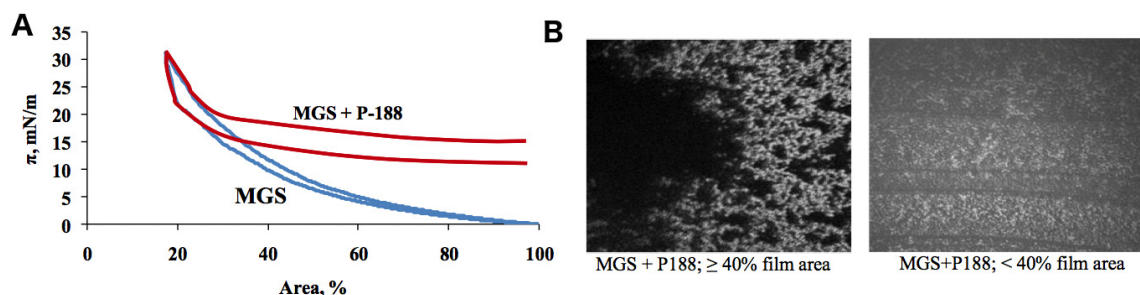 A
π, mN/m
35
30
25
20
15
10
5
0
MGS + P-188
MGS
0 20 40 60 80 100
Area, %
B
MGS + P188; ≥ 40% film area
MGS+P188; < 40% film area